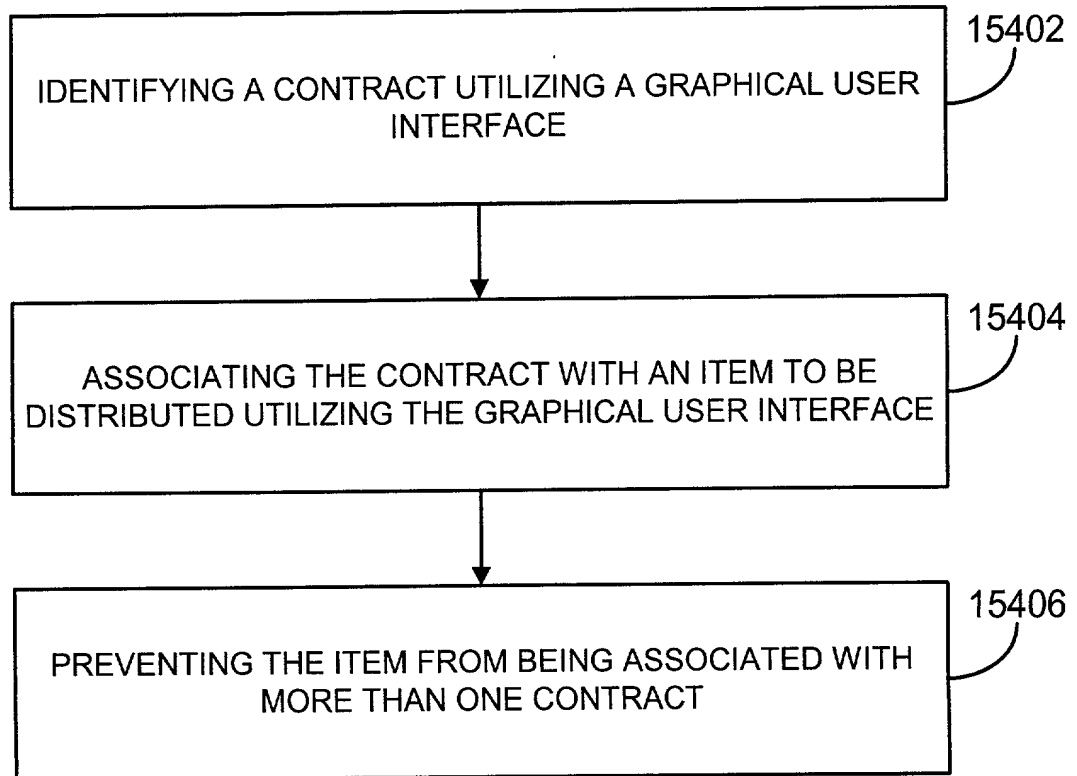 15402
IDENTIFYING A CONTRACT UTILIZING A GRAPHICAL USER
INTERFACE
15404
ASSOCIATING THE CONTRACT WITH AN ITEM TO BE
DISTRIBUTED UTILIZING THE GRAPHICAL USER INTERFACE
15406
PREVENTING THE ITEM FROM BEING ASSOCIATED WITH
MORE THAN ONE CONTRACT